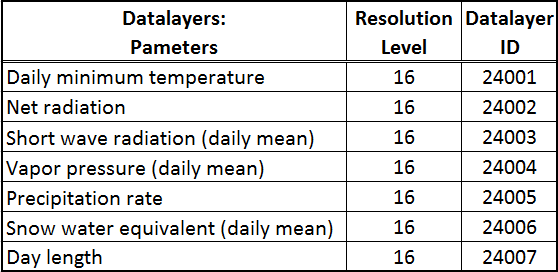 Datalayers: Resolution Datalayer
Pameters Level ID
Daily minimum temperature 16 24001
Net radiation 16 24002
Short wave radiation (daily mean) 16 24003
Vapor pressure (daily mean) 16 24004
Precipitation rate 16 24005
Snow water equivalent (daily mean) 16 24006
Day length 16 24007